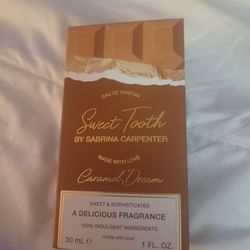 EAU DE PARFUM
Sweet Tooth
BY SABRINA CARPENTER
MADE WITH LOVE
Caramel Dream
SWEET & SOPHISTICATED
A DELICIOUS FRAGRANCE
100% INDULGENT INGREDIENTS
made with love
30 mL ℮ 1 FL. OZ.